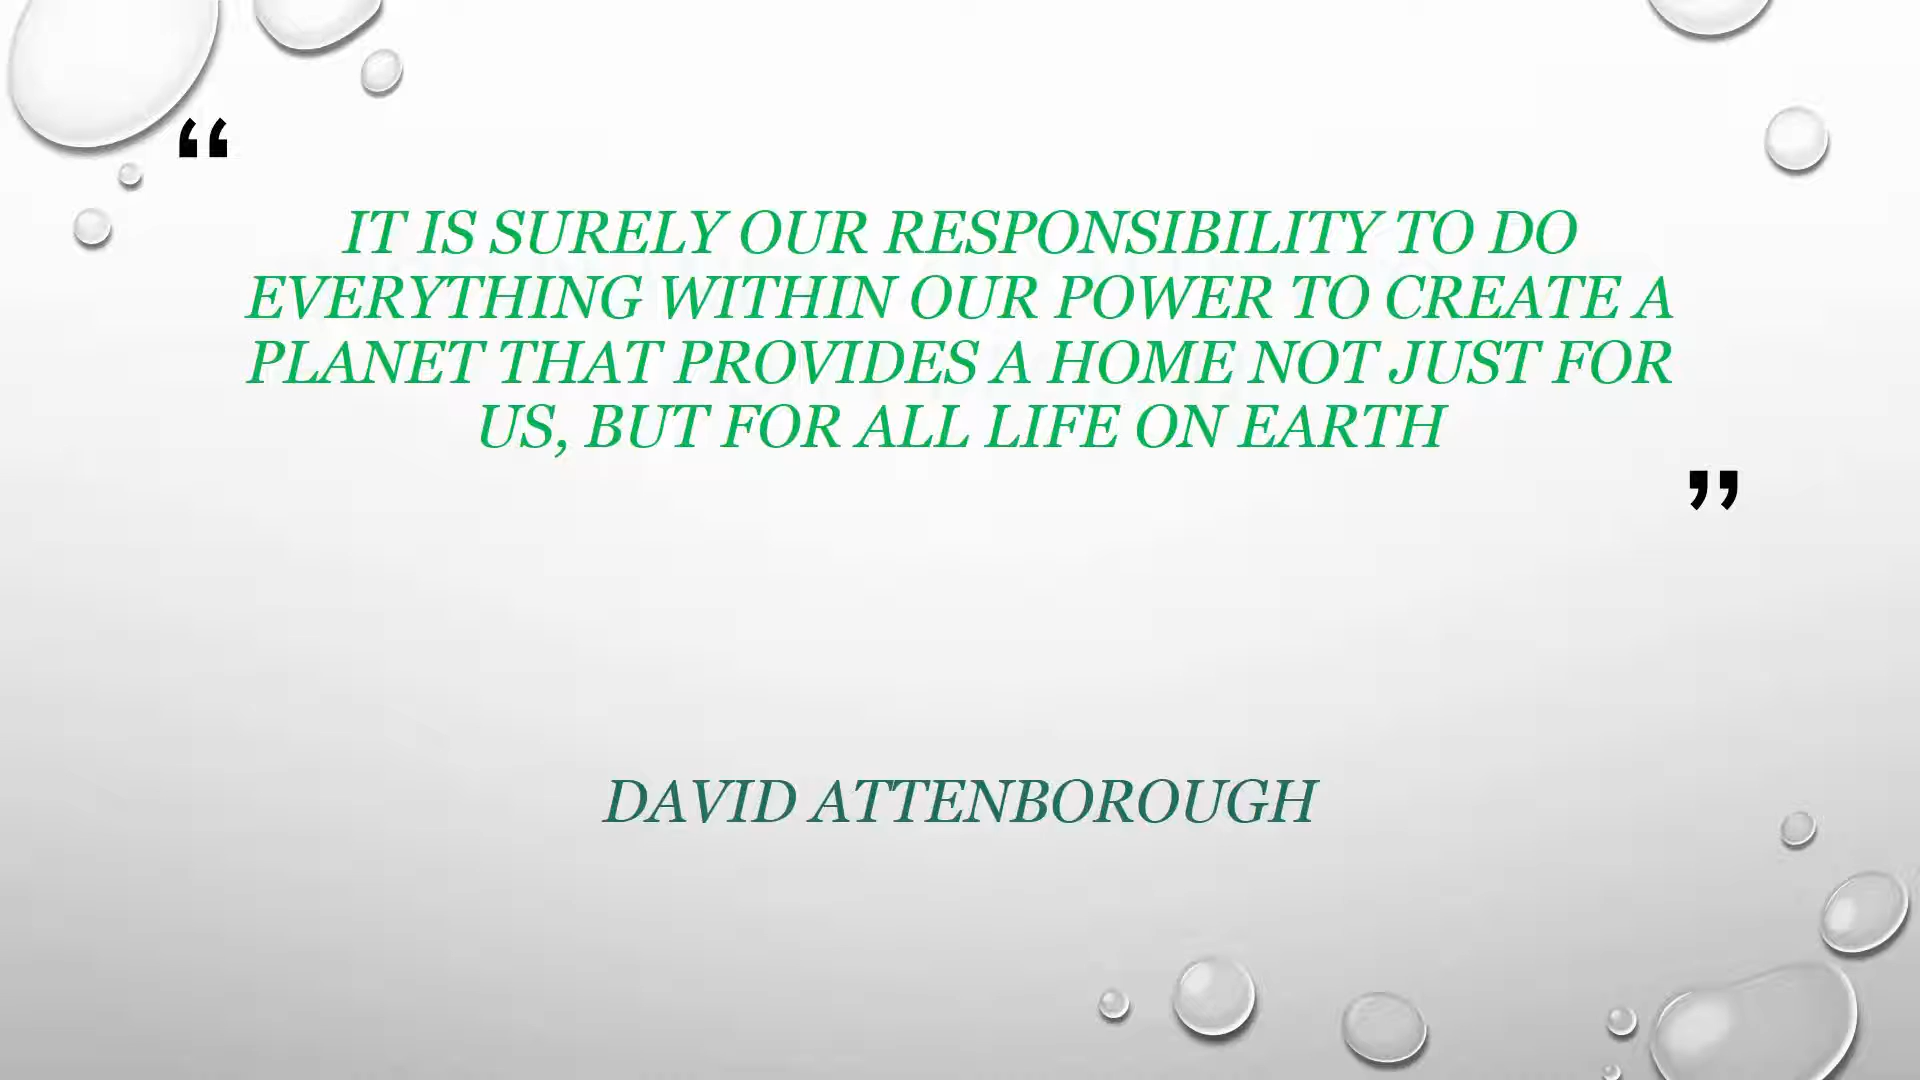 “
IT IS SURELY OUR RESPONSIBILITY TO DO
EVERYTHING WITHIN OUR POWER TO CREATE A
PLANET THAT PROVIDES A HOME NOT JUST FOR
US, BUT FOR ALL LIFE ON EARTH
”
DAVID ATTENBOROUGH